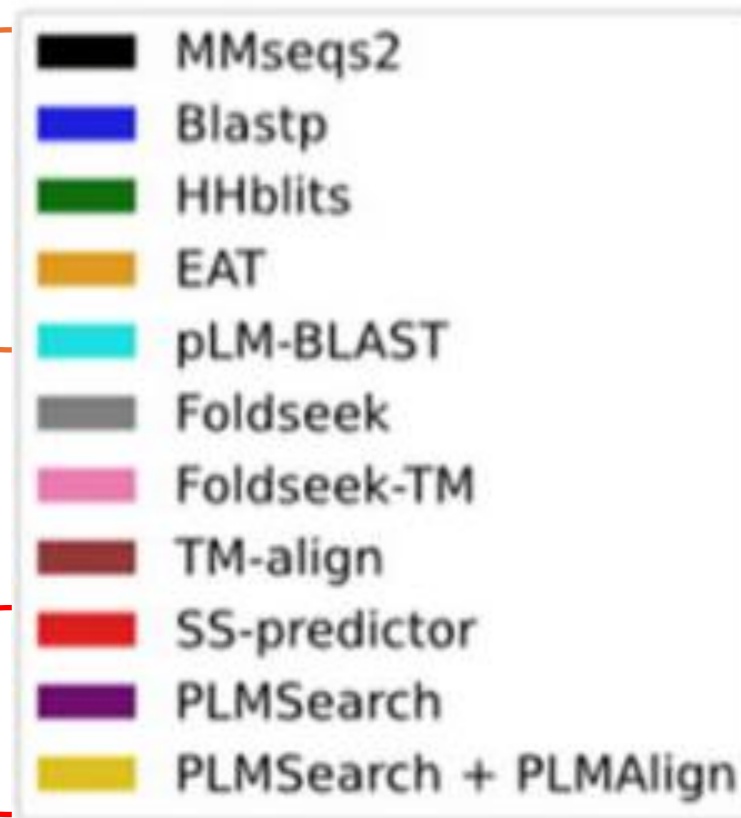 MMseqs2
Blastp
HHblits
EAT
pLM-BLAST
Foldseek
Foldseek-TM
TM-align
SS-predictor
PLMSearch
PLMSearch + PLMAlign